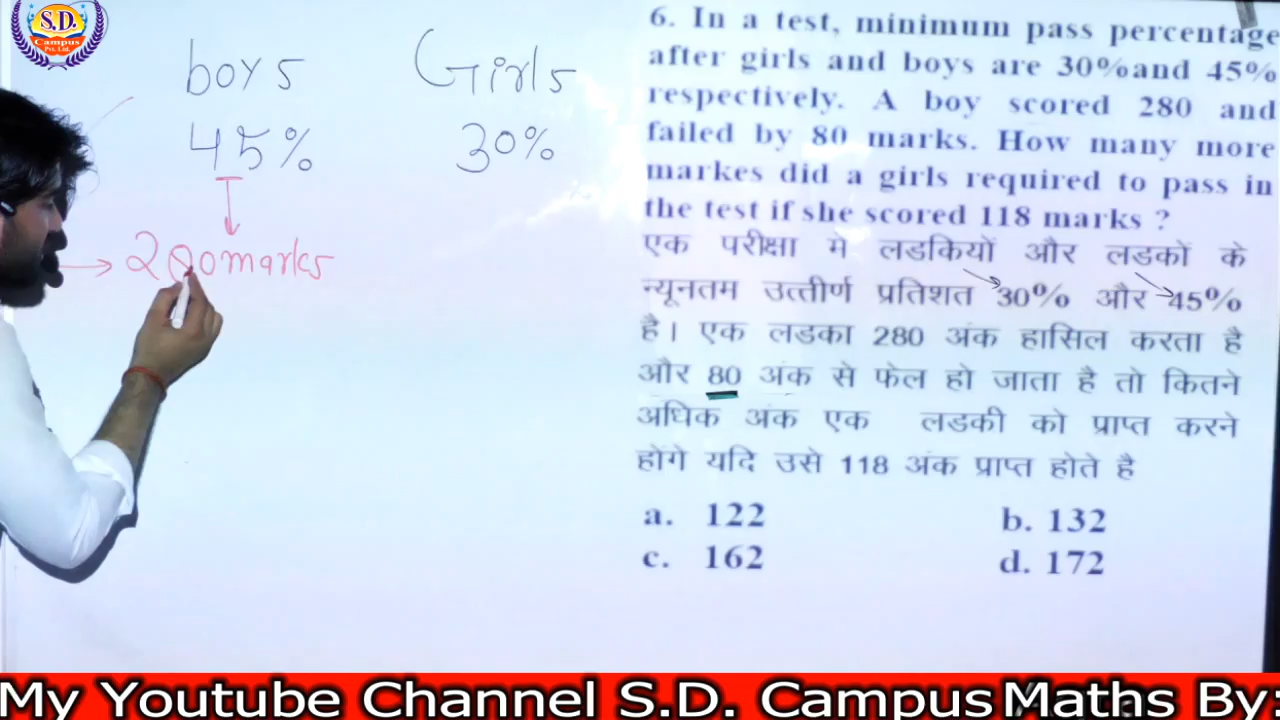 S.D.
Campus
Pvt. Ltd.
boys Girls
45% 30%
280 marks
6. In a test, minimum pass percentage
after girls and boys are 30%and 45%
respectively. A boy scored 280 and
failed by 80 marks. How many more
markes did a girls required to pass in
the test if she scored 118 marks ?
एक परीक्षा मे लडकियों और लडकों के
न्यूनतम उत्तीर्ण प्रतिशत 30% और 45%
है। एक लडका 280 अंक हासिल करता है
और 80 अंक से फेल हो जाता है तो कितने
अधिक अंक एक लडकी को प्राप्त करने
होंगे यदि उसे 118 अंक प्राप्त होते है
a. 122 b. 132
c. 162 d. 172
My Youtube Channel S.D. Campus Maths By: